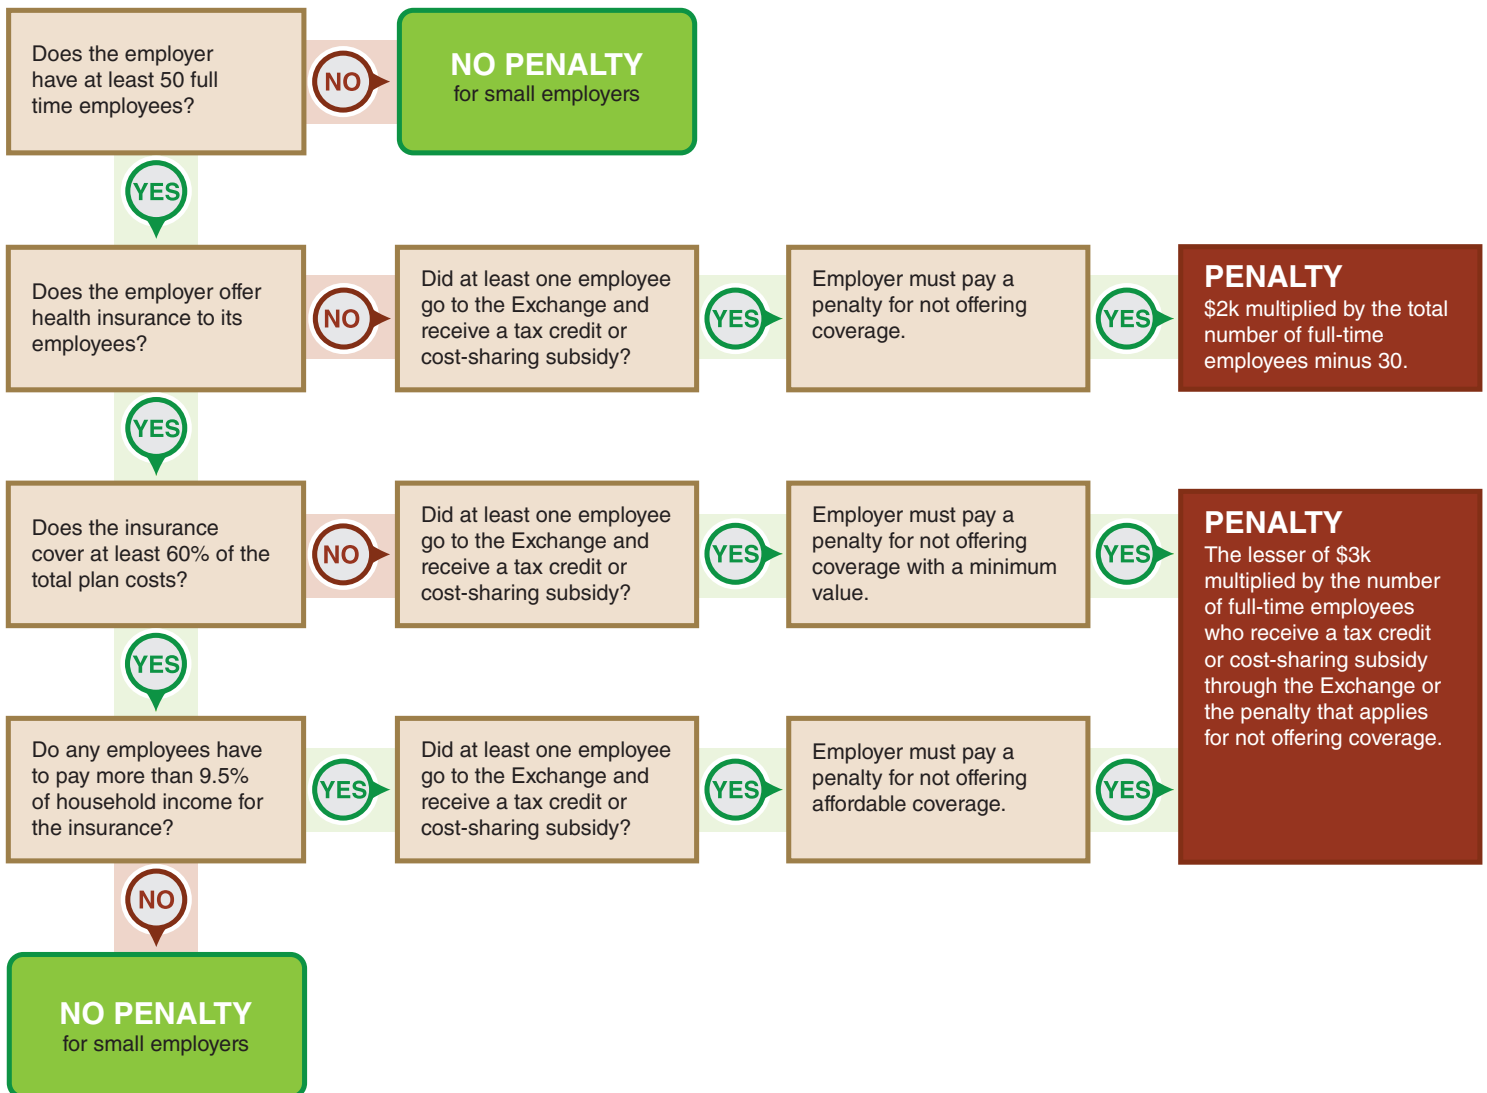 Does the employer
have at least 50 full
time employees?
NO
NO PENALTY
for small employers
YES
Does the employer offer
health insurance to its
employees?
NO
Did at least one employee
go to the Exchange and
receive a tax credit or
cost-sharing subsidy?
YES
Employer must pay a
penalty for not offering
coverage.
YES
PENALTY
$2k multiplied by the total
number of full-time
employees minus 30.
YES
Does the insurance
cover at least 60% of the
total plan costs?
NO
Did at least one employee
go to the Exchange and
receive a tax credit or
cost-sharing subsidy?
YES
Employer must pay a
penalty for not offering
coverage with a minimum
value.
YES
PENALTY
The lesser of $3k
multiplied by the number
of full-time employees
who receive a tax credit
or cost-sharing subsidy
through the Exchange or
the penalty that applies
for not offering coverage.
YES
Do any employees have
to pay more than 9.5%
of household income for
the insurance?
YES
Did at least one employee
go to the Exchange and
receive a tax credit or
cost-sharing subsidy?
YES
Employer must pay a
penalty for not offering
affordable coverage.
YES
NO
NO PENALTY
for small employers